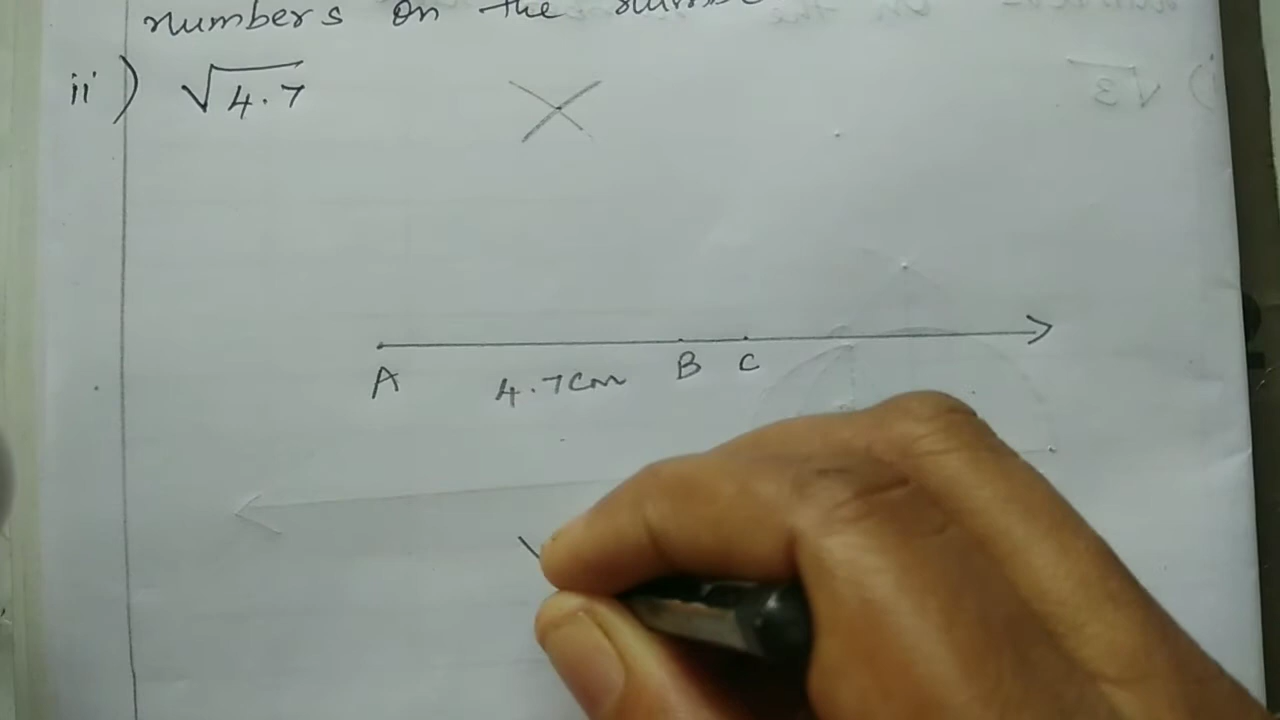 numbers on the
ii) √4.7
A 4.7cm B C